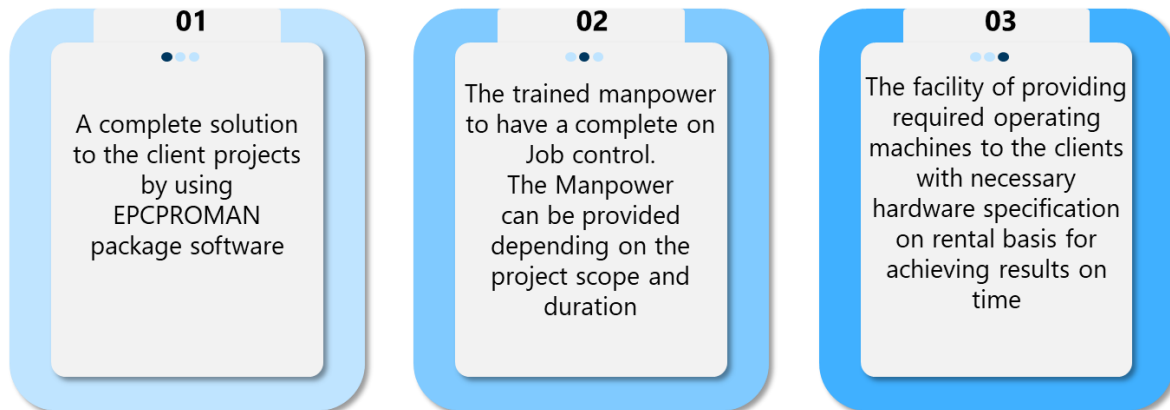 01
A complete solution
to the client projects
by using
EPCPROMAN
package software
02
The trained manpower
to have a complete on
Job control.
The Manpower
can be provided
depending on the
project scope and
duration
03
The facility of providing
required operating
machines to the clients
with necessary
hardware specification
on rental basis for
achieving results on
time